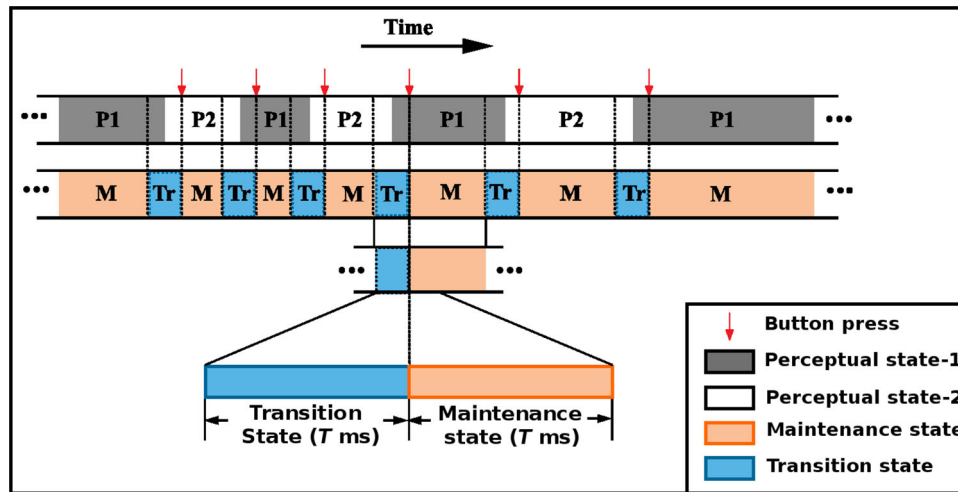 Time
••• P1 P2 P1 P2 P1 P2 P1 •••
••• M Tr M Tr M Tr M Tr M Tr M Tr M •••
••• •••
Transition
State (T ms)
Maintenance
state (T ms)
Button press
Perceptual state-1
Perceptual state-2
Maintenance state
Transition state